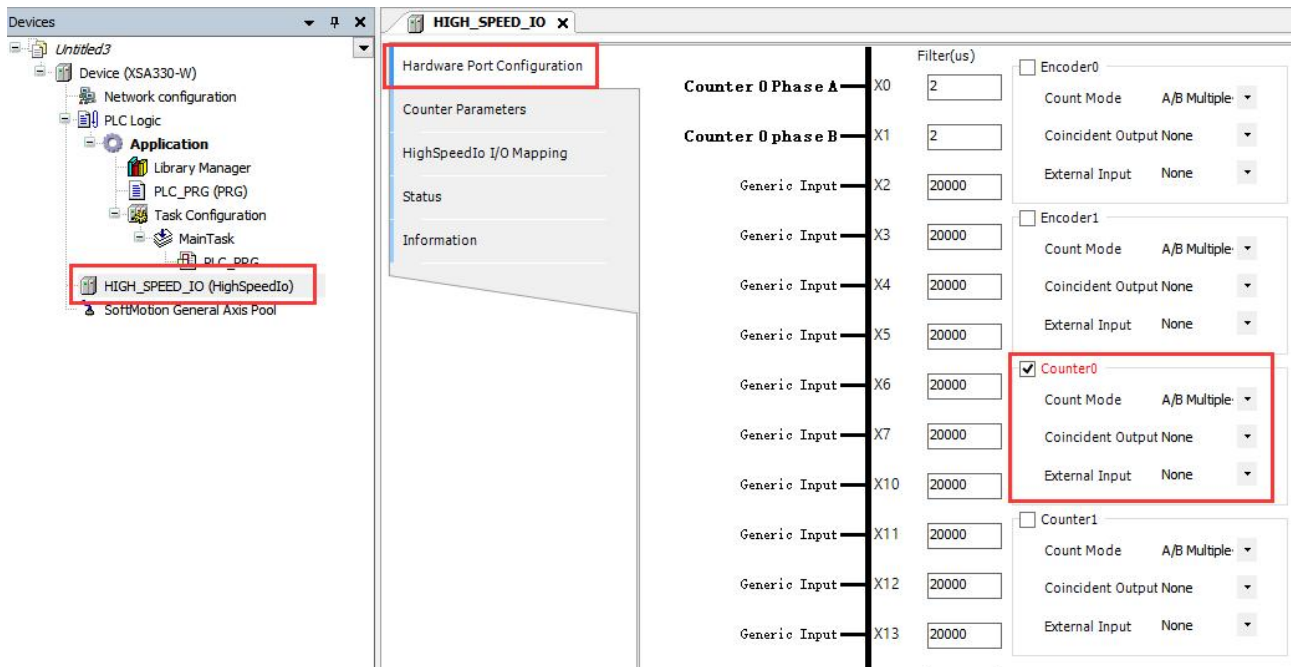 Devices
Untitled3
Device (XSA330-W)
Network configuration
PLC Logic
Application
Library Manager
PLC_PRG (PRG)
Task Configuration
MainTask
PLC_PRG
HIGH_SPEED_IO (HighSpeedIo)
SoftMotion General Axis Pool
HIGH_SPEED_IO
Hardware Port Configuration
Counter Parameters
HighSpeedIo I/O Mapping
Status
Information
Filter(us)
Counter 0 Phase A X0 2
Counter 0 phase B X1 2
Generic Input X2 20000
Generic Input X3 20000
Generic Input X4 20000
Generic Input X5 20000
Generic Input X6 20000
Generic Input X7 20000
Generic Input X10 20000
Generic Input X11 20000
Generic Input X12 20000
Generic Input X13 20000
Encoder0
Count Mode A/B Multiple
Coincident Output None
External Input None
Encoder1
Count Mode A/B Multiple
Coincident Output None
External Input None
Counter0
Count Mode A/B Multiple
Coincident Output None
External Input None
Counter1
Count Mode A/B Multiple
Coincident Output None
External Input None